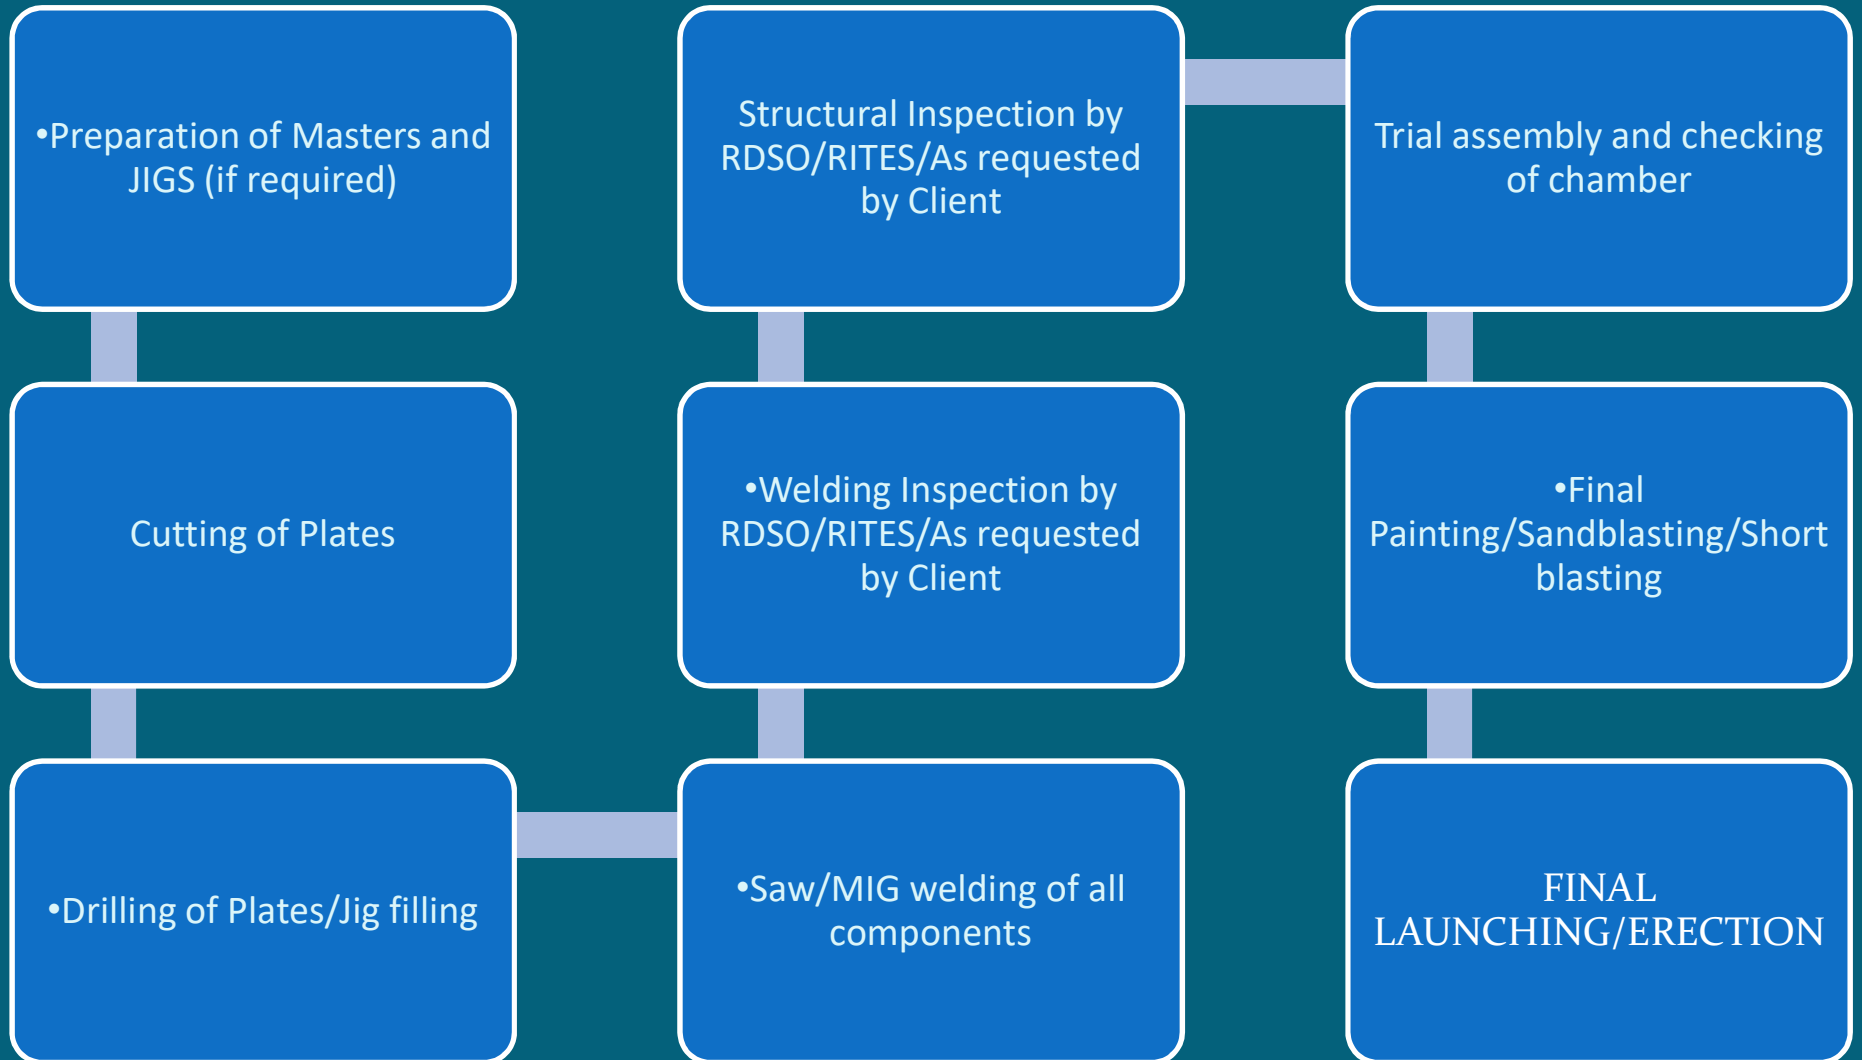 •Preparation of Masters and
JIGS (if required)
Cutting of Plates
•Drilling of Plates/Jig filling
•Saw/MIG welding of all
components
•Welding Inspection by
RDSO/RITES/As requested
by Client
Structural Inspection by
RDSO/RITES/As requested
by Client
Trial assembly and checking
of chamber
•Final
Painting/Sandblasting/Short
blasting
FINAL
LAUNCHING/ERECTION